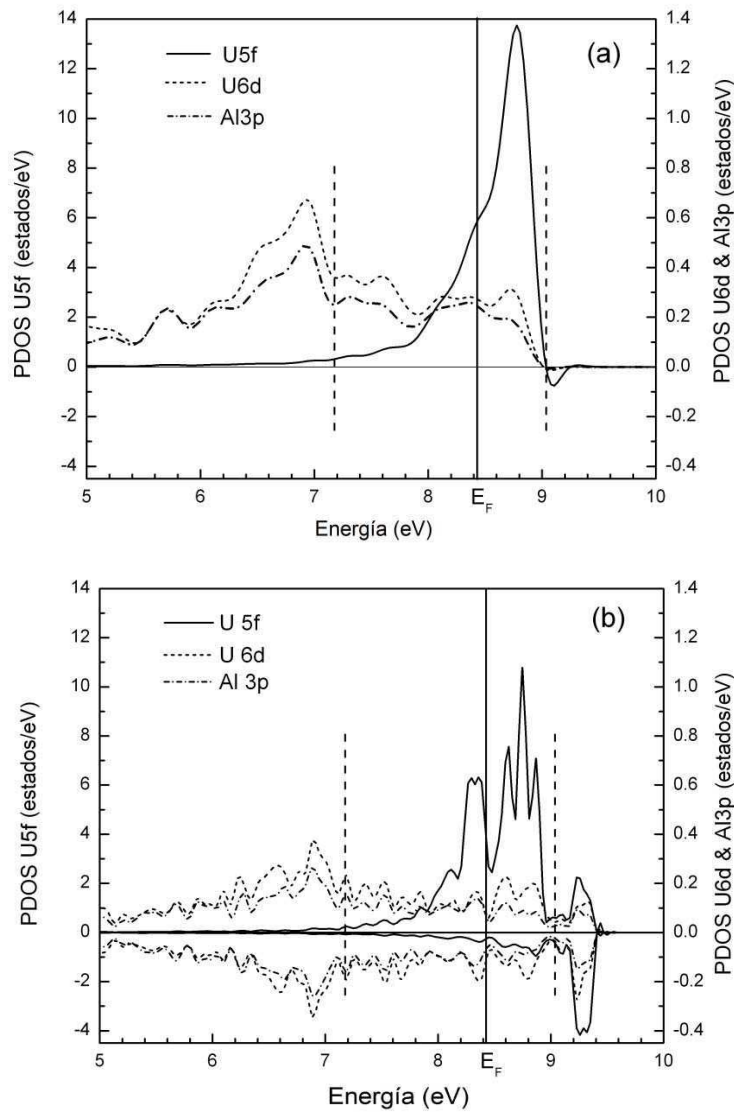 (a)
U5f
U6d
Al3p
PDOS U5f (estados/eV)
PDOS U6d & Al3p (estados/eV)
14
12
10
8
6
4
2
0
-2
-4
1.4
1.2
1.0
0.8
0.6
0.4
0.2
0.0
-0.2
-0.4
5 6 7 8 E_F 9 10
Energía (eV)
(b)
U 5f
U 6d
Al 3p
PDOS U5f (estados/eV)
PDOS U6d & Al3p (estados/eV)
14
12
10
8
6
4
2
0
-2
-4
1.4
1.2
1.0
0.8
0.6
0.4
0.2
0.0
-0.2
-0.4
5 6 7 8 E_F 9 10
Energía (eV)